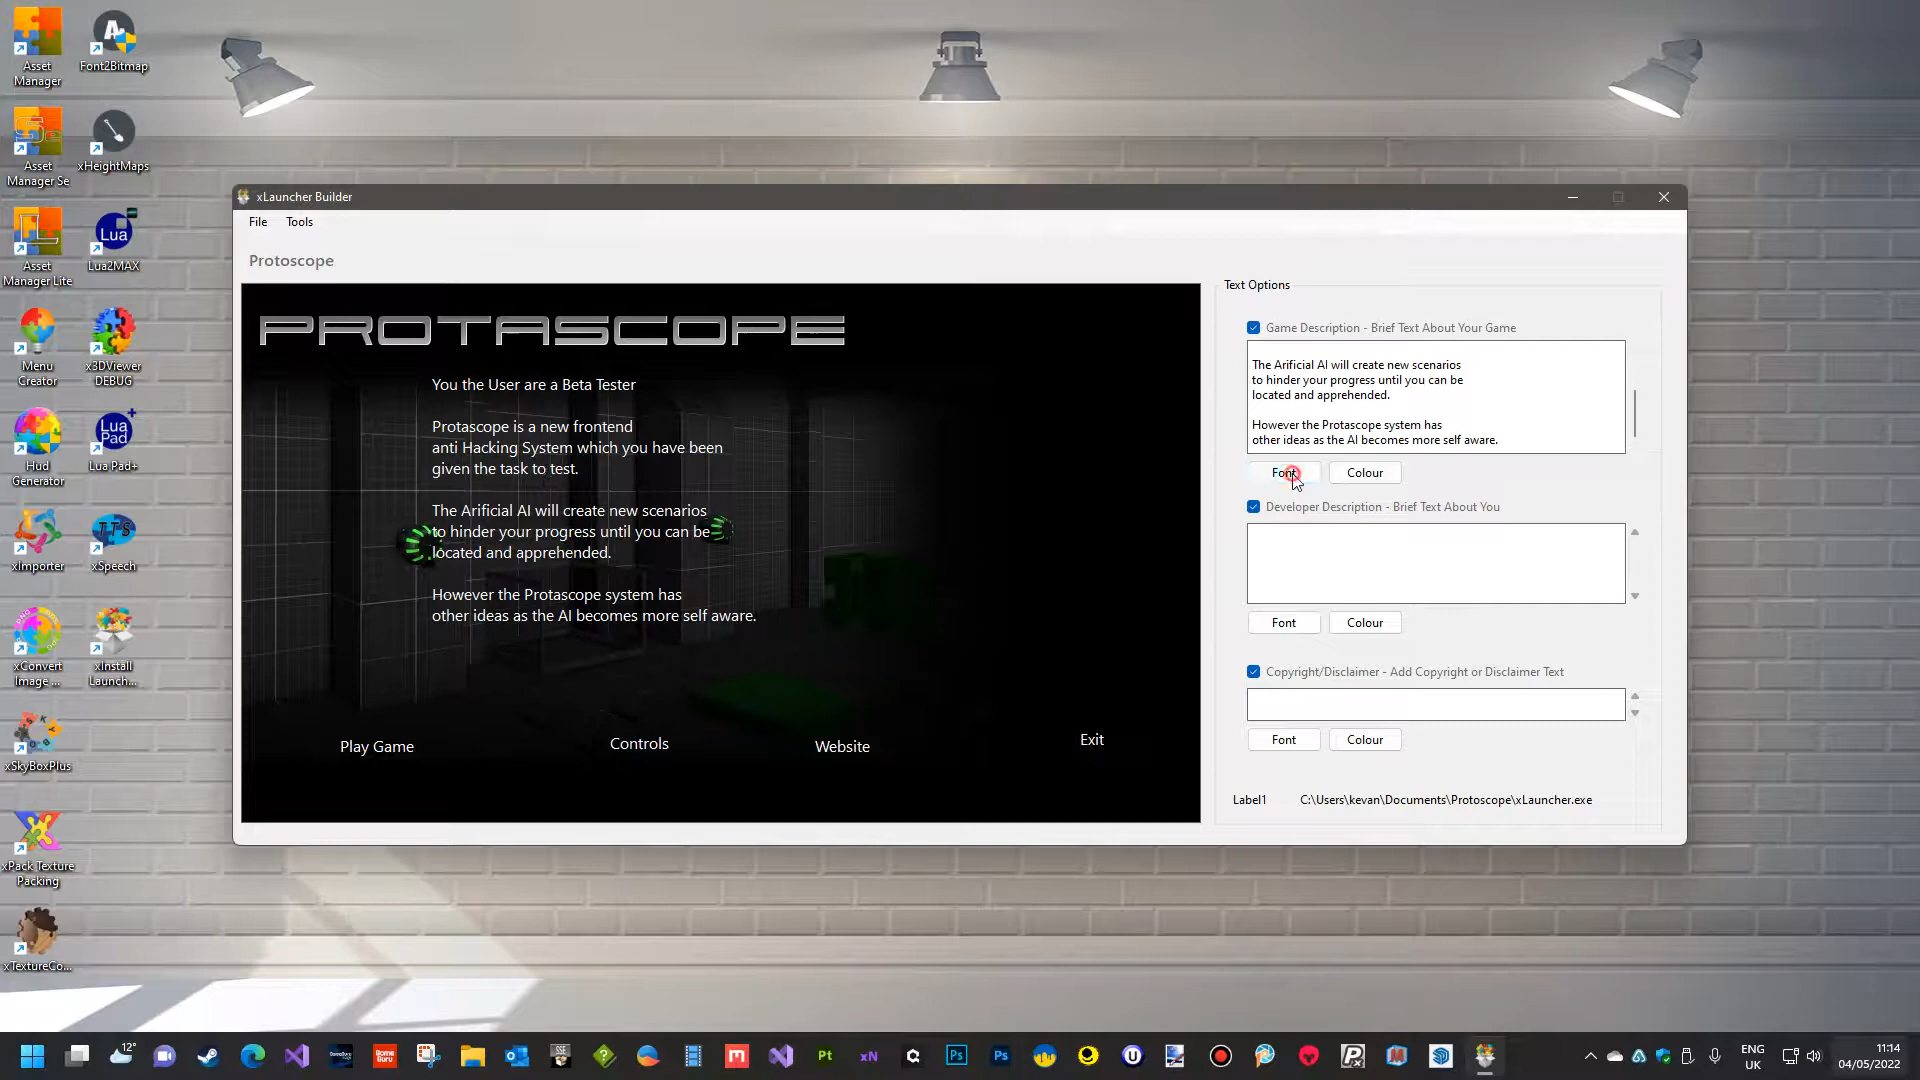 Asset
Manager
Font2Bitmap
Asset
Manager Se
xHeightMaps
Asset
Manager Lite
Lua
Lua2MAX
Menu
Creator
x3DViewer
DEBUG
Hud
Generator
Lua
Lua Pad+
xImporter
xSpeech
xConvert
Image ...
xInstall
Launch...
xSkyBoxPlus
xPack Texture
Packing
xTextureCo...
xLauncher Builder
File
Tools
Protoscope
PROTASCOPE
You the User are a Beta Tester
Protascope is a new frontend
anti Hacking System which you have been
given the task to test.
The Arificial AI will create new scenarios
to hinder your progress until you can be
located and apprehended.
However the Protascope system has
other ideas as the AI becomes more self aware.
Play Game
Controls
Website
Exit
Text Options
Game Description - Brief Text About Your Game
The Arificial AI will create new scenarios
to hinder your progress until you can be
located and apprehended.
However the Protascope system has
other ideas as the AI becomes more self aware.
Font
Colour
Developer Description - Brief Text About You
Font
Colour
Copyright/Disclaimer - Add Copyright or Disclaimer Text
Font
Colour
Label1
C:\Users\kevan\Documents\Protoscope\xLauncher.exe
12°
Pt
xN
Ps
Ps
ENG
UK
11:14
04/05/2022